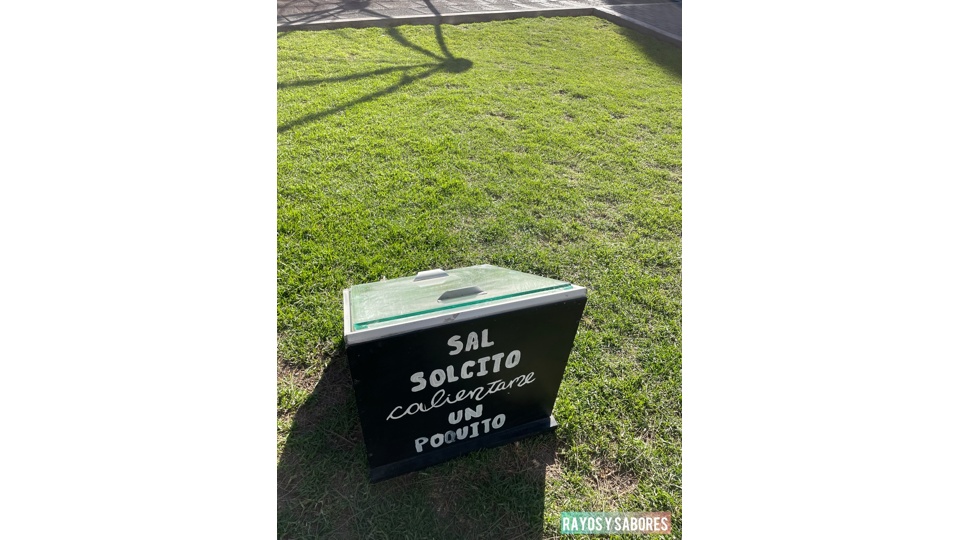 SAL
SOLCITO
calientame
UN
POQUITO
RAYOS Y SABORES